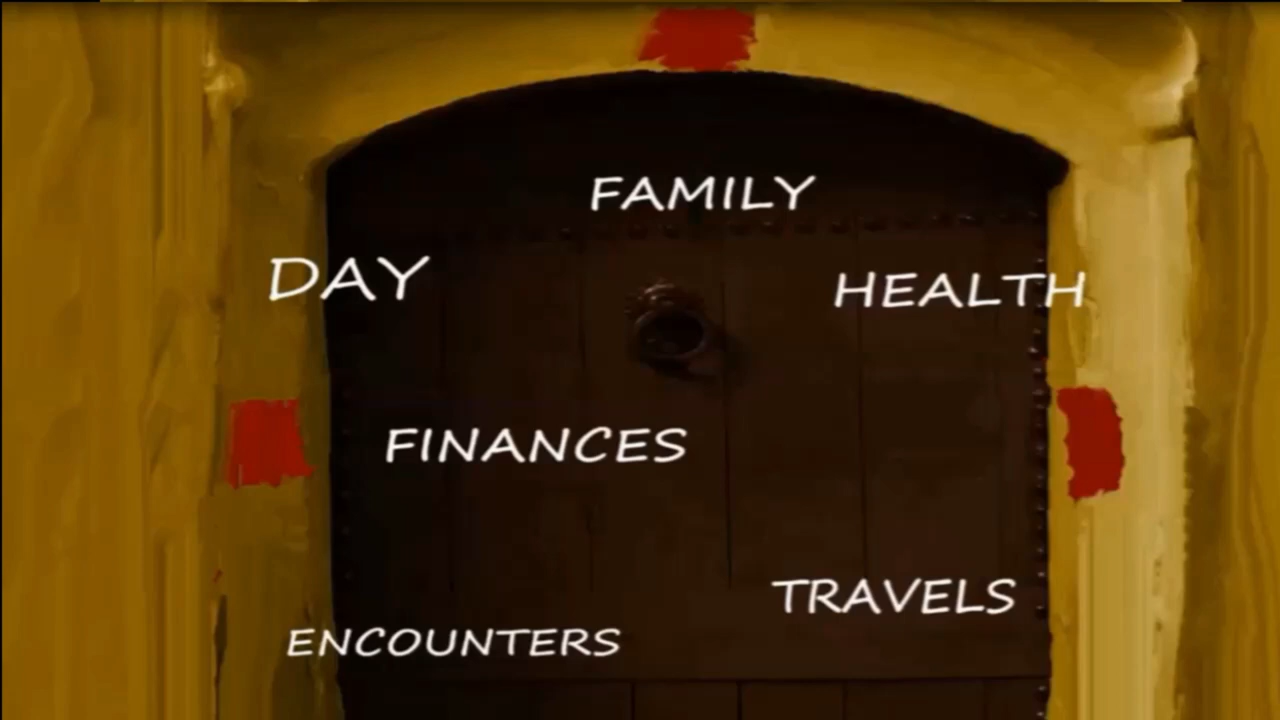 FAMILY
DAY
HEALTH
FINANCES
TRAVELS
ENCOUNTERS